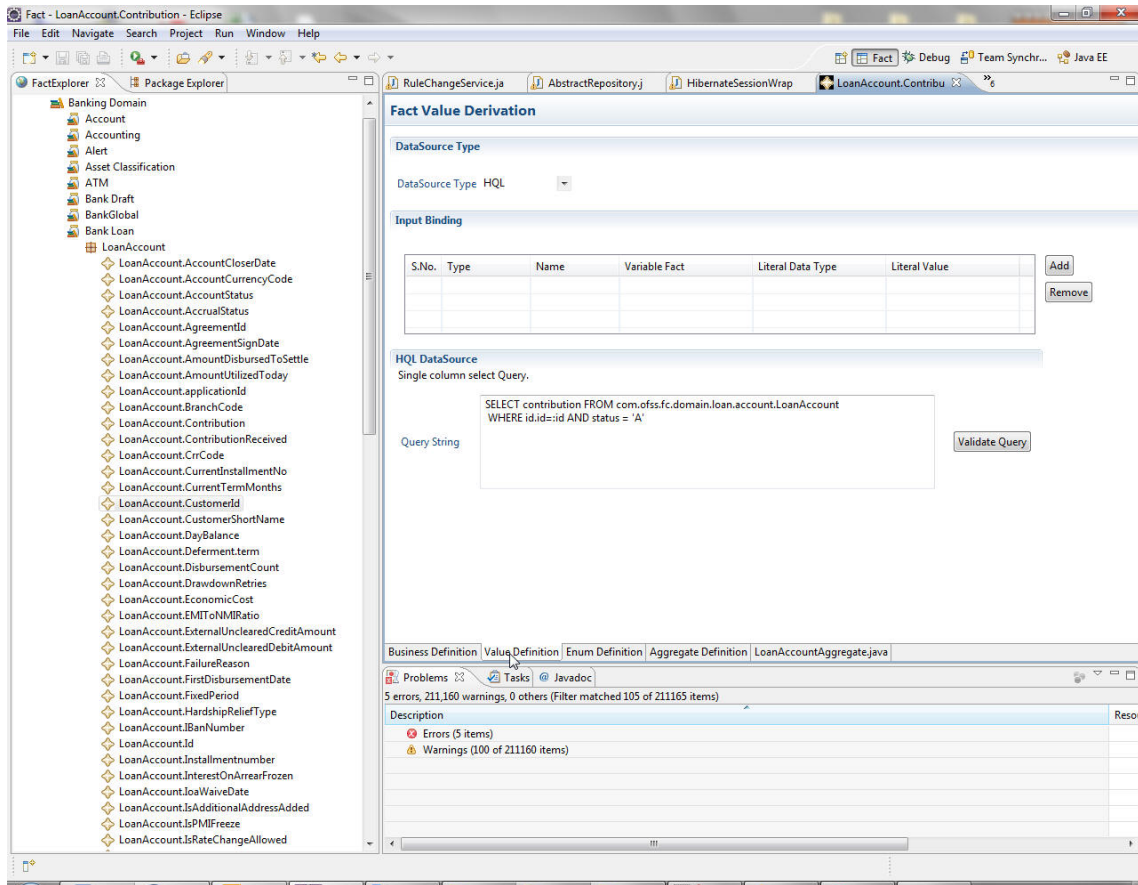 Fact - LoanAccount.Contribution - Eclipse
File Edit Navigate Search Project Run Window Help
Fact Debug Team Synchr... Java EE
FactExplorer Package Explorer
Banking Domain
Account
Accounting
Alert
Asset Classification
ATM
Bank Draft
BankGlobal
Bank Loan
LoanAccount
LoanAccount.AccountCloserDate
LoanAccount.AccountCurrencyCode
LoanAccount.AccountStatus
LoanAccount.AccrualStatus
LoanAccount.AgreementId
LoanAccount.AgreementSignDate
LoanAccount.AmountDisbursedToSettle
LoanAccount.AmountUtilizedToday
LoanAccount.applicationId
LoanAccount.BranchCode
LoanAccount.Contribution
LoanAccount.ContributionReceived
LoanAccount.CrrCode
LoanAccount.CurrentInstallmentNo
LoanAccount.CurrentTermMonths
LoanAccount.CustomerId
LoanAccount.CustomerShortName
LoanAccount.DayBalance
LoanAccount.Deferment.term
LoanAccount.DisbursementCount
LoanAccount.DrawdownRetries
LoanAccount.EconomicCost
LoanAccount.EMIToNMIRatio
LoanAccount.ExternalUnclearedCreditAmount
LoanAccount.ExternalUnclearedDebitAmount
LoanAccount.FailureReason
LoanAccount.FirstDisbursementDate
LoanAccount.FixedPeriod
LoanAccount.HardshipReliefType
LoanAccount.IBanNumber
LoanAccount.Id
LoanAccount.Installmentnumber
LoanAccount.InterestOnArrearFrozen
LoanAccount.IoaWaiveDate
LoanAccount.IsAdditionalAddressAdded
LoanAccount.IsPMIFreeze
LoanAccount.IsRateChangeAllowed
RuleChangeService.ja AbstractRepository.j HibernateSessionWrap LoanAccount.Contribu »6
Fact Value Derivation
DataSource Type
DataSource Type HQL
Input Binding
S.No. Type Name Variable Fact Literal Data Type Literal Value
Add
Remove
HQL DataSource
Single column select Query.
SELECT contribution FROM com.ofss.fc.domain.loan.account.LoanAccount
WHERE id.id=:id AND status = 'A'
Query String
Validate Query
Business Definition Value Definition Enum Definition Aggregate Definition LoanAccountAggregate.java
Problems Tasks @ Javadoc
5 errors, 211,160 warnings, 0 others (Filter matched 105 of 211165 items)
Description Reso
Errors (5 items)
Warnings (100 of 211160 items)